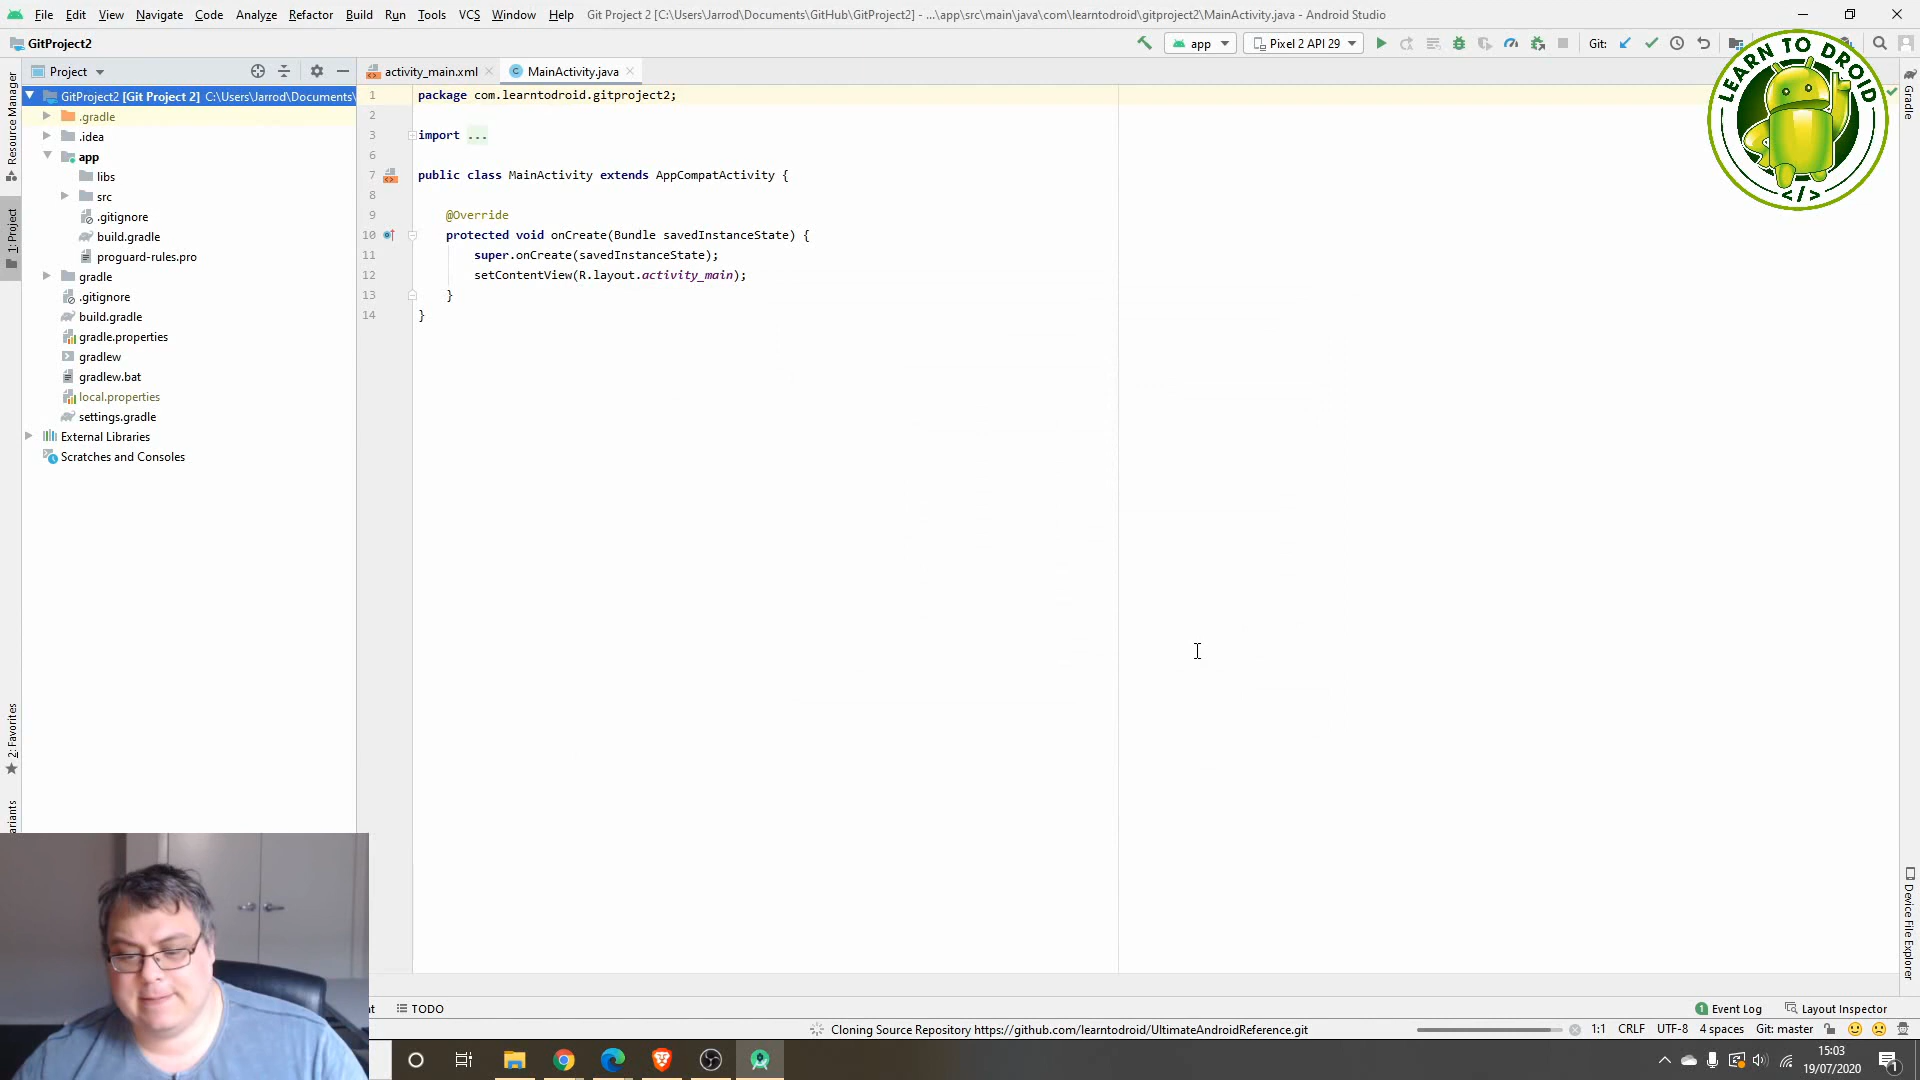 File Edit View Navigate Code Analyze Refactor Build Run Tools VCS Window Help Git Project 2 [C:\Users\Jarrod\Documents\GitHub\GitProject2] - ...\app\src\main\java\com\learntodroid\gitproject2\MainActivity.java - Android Studio
GitProject2 app Pixel 2 API 29 Git:
LEARN TO DROID
</>
Project activity_main.xml MainActivity.java
Resource Manager
1: Project
2: Favorites
Gradle
Device File Explorer
GitProject2 [Git Project 2] C:\Users\Jarrod\Documents\
.gradle
.idea
app
libs
src
.gitignore
build.gradle
proguard-rules.pro
gradle
.gitignore
build.gradle
gradle.properties
gradlew
gradlew.bat
local.properties
settings.gradle
External Libraries
Scratches and Consoles
1 package com.learntodroid.gitproject2;
2
3 import ...
6
7 public class MainActivity extends AppCompatActivity {
8
9 @Override
10 protected void onCreate(Bundle savedInstanceState) {
11 super.onCreate(savedInstanceState);
12 setContentView(R.layout.activity_main);
13 }
14 }
TODO 1 Event Log Layout Inspector
Cloning Source Repository https://github.com/learntodroid/UltimateAndroidReference.git 1:1 CRLF UTF-8 4 spaces Git: master
15:03
19/07/2020
1